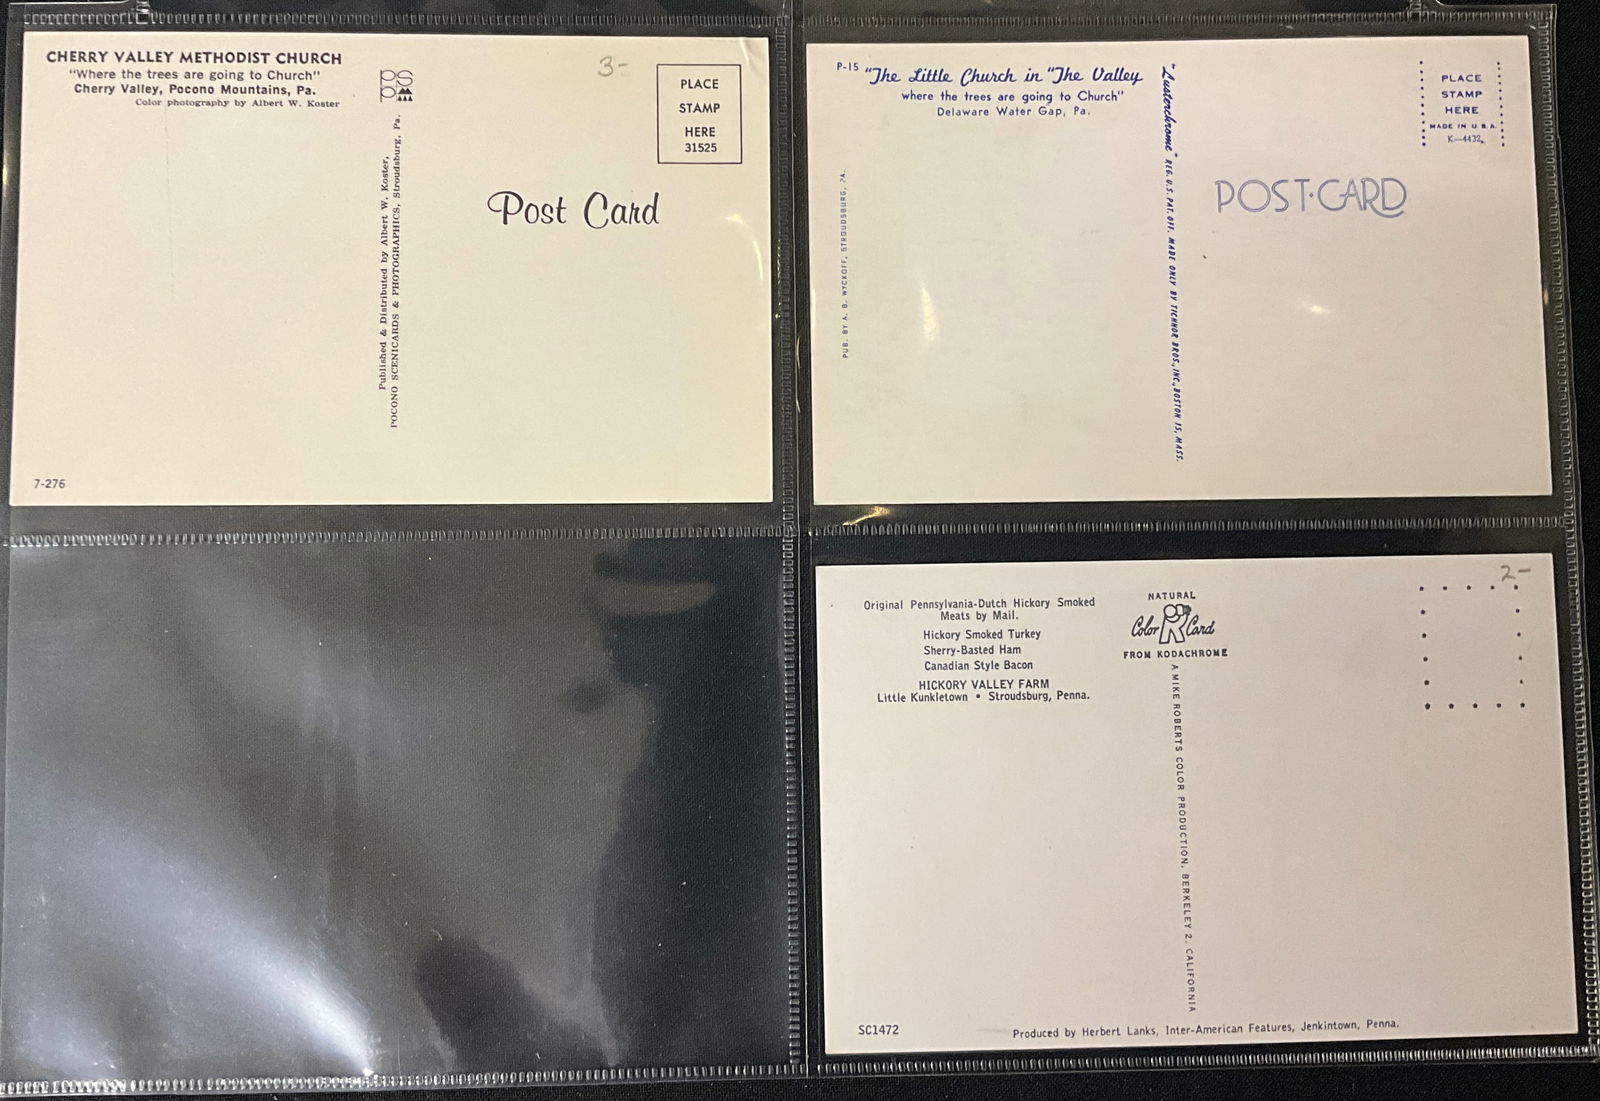 CHERRY VALLEY METHODIST CHURCH
"Where the trees are going to Church"
Cherry Valley, Pocono Mountains, Pa.
Color photography by Albert W. Koster
PS
PP
3-
PLACE
STAMP
HERE
31525
Post Card
Published & Distributed by Albert W. Koster,
POCONO SCENICARDS & PHOTOGRAPHICS, Stroudsburg, Pa.
7-276
P-15 "The Little Church in "The Valley
where the trees are going to Church"
Delaware Water Gap, Pa.
PUB. BY A. B. WYCKOFF, STROUDSBURG, PA.
"Lusterchrome" REG. U.S. PAT. OFF. MADE ONLY BY TICHNOR BROS., INC., BOSTON 15, MASS.
PLACE
STAMP
HERE
MADE IN U.S.A.
K-4432
POST·CARD
Original Pennsylvania-Dutch Hickory Smoked
Meats by Mail.
Hickory Smoked Turkey
Sherry-Basted Ham
Canadian Style Bacon
HICKORY VALLEY FARM
Little Kunkletown • Stroudsburg, Penna.
NATURAL
Color Card
FROM KODACHROME
A MIKE ROBERTS COLOR PRODUCTION, BERKELEY 2, CALIFORNIA
2-
SC1472
Produced by Herbert Lanks, Inter-American Features, Jenkintown, Penna.